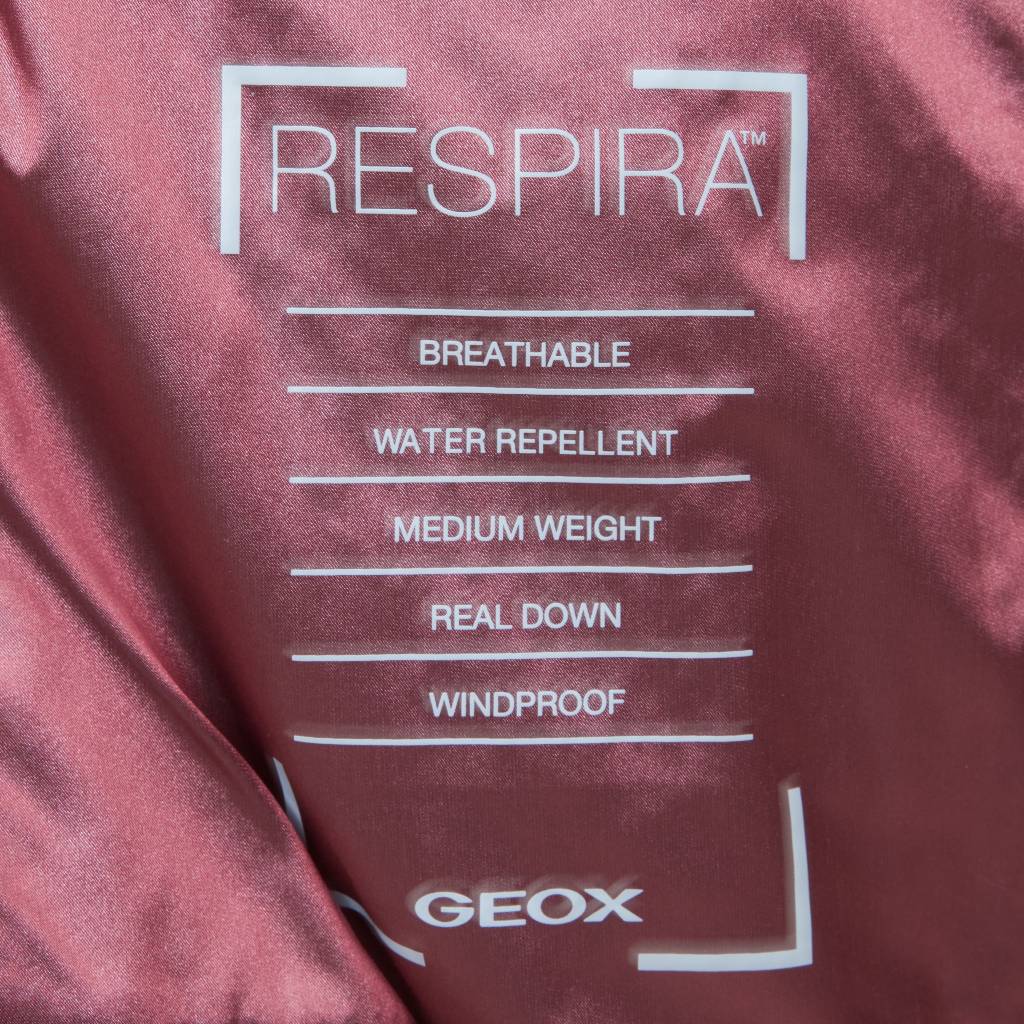 RESPIRA™
BREATHABLE
WATER REPELLENT
MEDIUM WEIGHT
REAL DOWN
WINDPROOF
GEOX